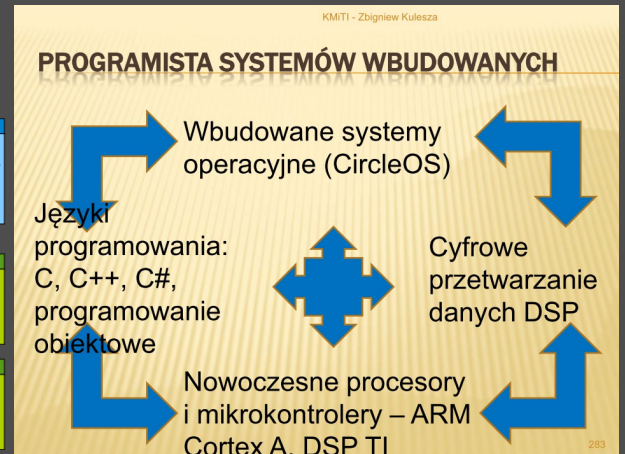 KMiTI - Zbigniew Kulesza
PROGRAMISTA SYSTEMÓW WBUDOWANYCH
Wbudowane systemy
operacyjne (CircleOS)
Języki
programowania:
C, C++, C#,
programowanie
obiektowe
Cyfrowe
przetwarzanie
danych DSP
Nowoczesne procesory
i mikrokontrolery – ARM
Cortex A, DSP TI
283